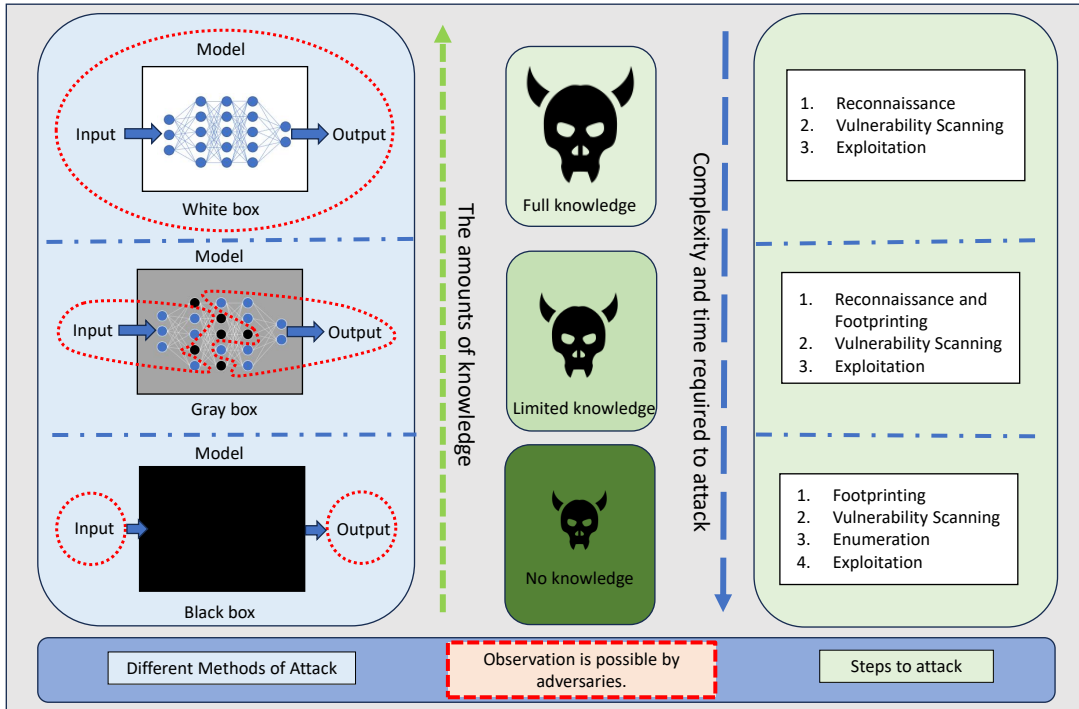 Model
Input
Output
White box
Model
Input
Output
Gray box
Model
Input
Output
Black box
The amounts of knowledge
Full knowledge
Limited knowledge
No knowledge
Complexity and time required to attack
1. Reconnaissance
2. Vulnerability Scanning
3. Exploitation
1. Reconnaissance and
Footprinting
2. Vulnerability Scanning
3. Exploitation
1. Footprinting
2. Vulnerability Scanning
3. Enumeration
4. Exploitation
Different Methods of Attack
Observation is possible by
adversaries.
Steps to attack